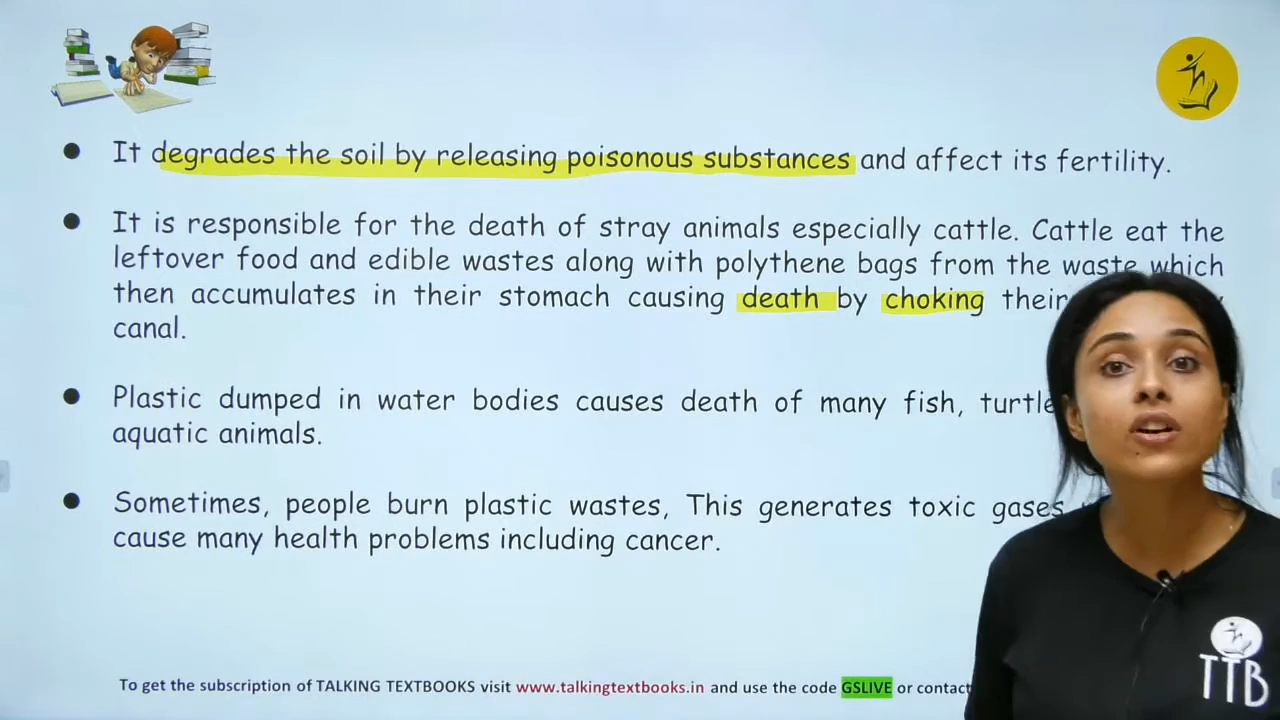 It degrades the soil by releasing poisonous substances and affect its fertility.
It is responsible for the death of stray animals especially cattle. Cattle eat the
leftover food and edible wastes along with polythene bags from the waste which
then accumulates in their stomach causing death by choking their
canal.
Plastic dumped in water bodies causes death of many fish,
aquatic animals.
Sometimes, people burn plastic wastes, This generates toxic gases
cause many health problems including cancer.
To get the subscription of TALKING TEXTBOOKS visit www.talkingtextbooks.in and use the code GSLIVE or contact
TTB